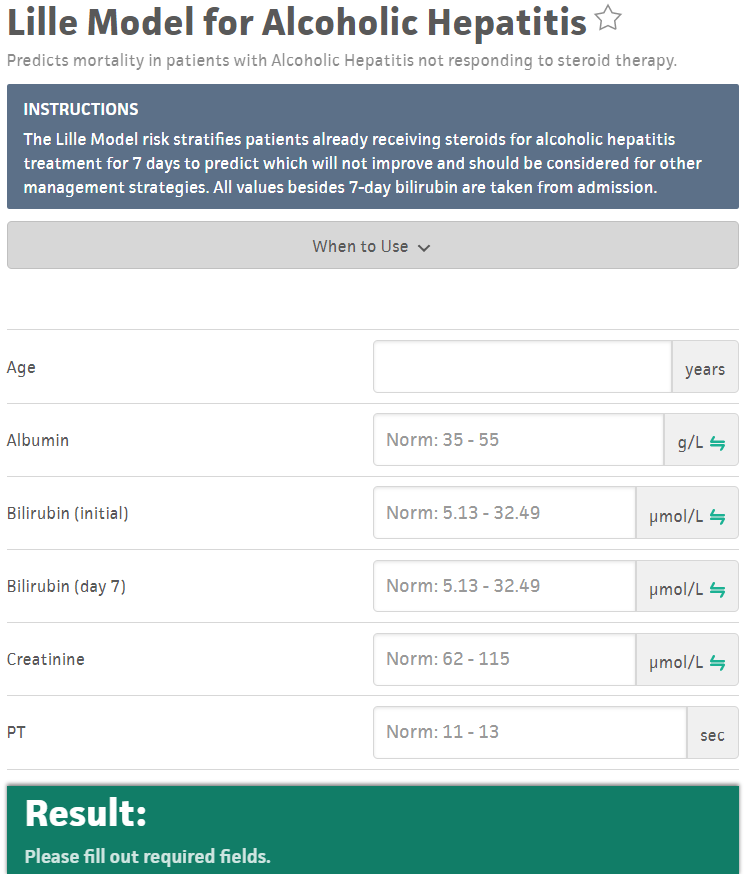 Lille Model for Alcoholic Hepatitis
Predicts mortality in patients with Alcoholic Hepatitis not responding to steroid therapy.
INSTRUCTIONS
The Lille Model risk stratifies patients already receiving steroids for alcoholic hepatitis
treatment for 7 days to predict which will not improve and should be considered for other
management strategies. All values besides 7-day bilirubin are taken from admission.
When to Use
Age
years
Albumin
Norm: 35 - 55
g/L
Bilirubin (initial)
Norm: 5.13 - 32.49
μmol/L
Bilirubin (day 7)
Norm: 5.13 - 32.49
μmol/L
Creatinine
Norm: 62 - 115
μmol/L
PT
Norm: 11 - 13
sec
Result:
Please fill out required fields.